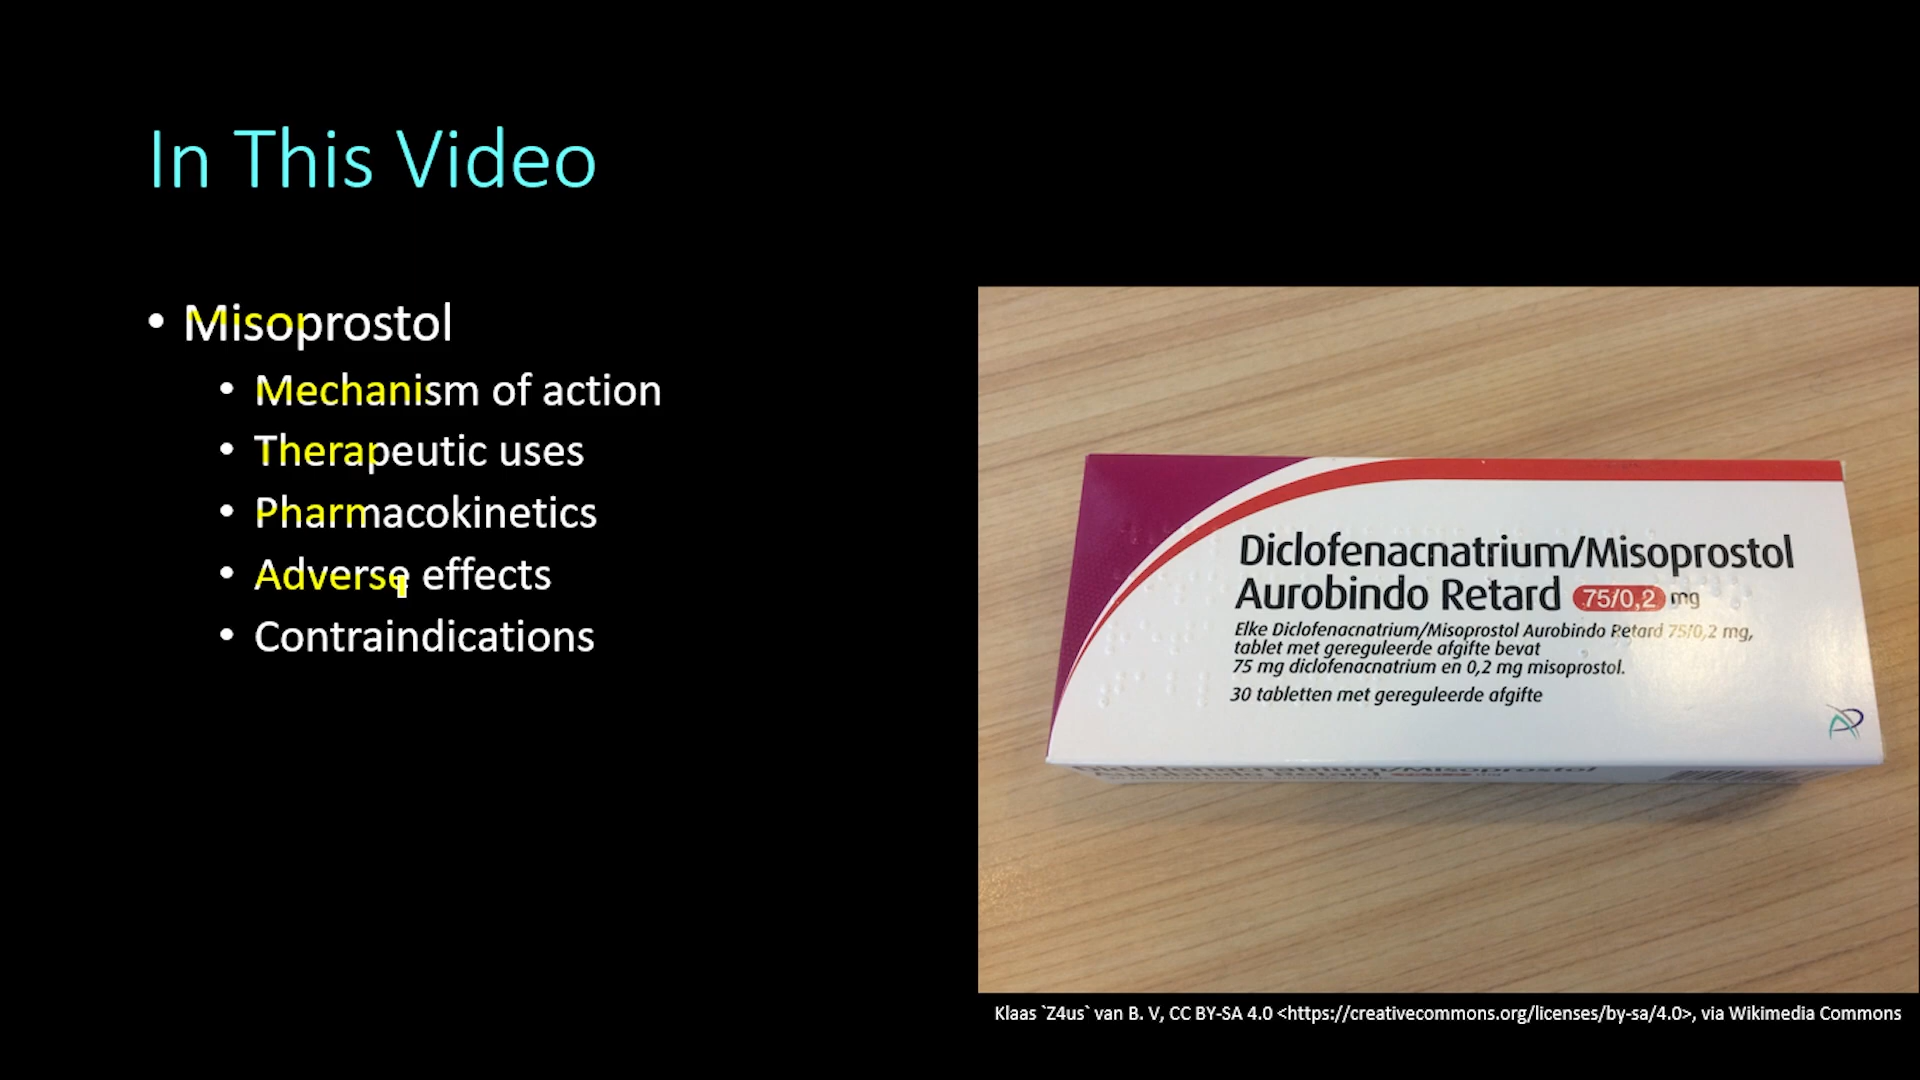 In This Video
• Misoprostol
• Mechanism of action
• Therapeutic uses
• Pharmacokinetics
• Adverse effects
• Contraindications
Diclofenacnatrium/Misoprostol
Aurobindo Retard 75/0,2 mg
Elke Diclofenacnatrium/Misoprostol Aurobindo Retard 75/0,2 mg,
tablet met gereguleerde afgifte bevat
75 mg diclofenacnatrium en 0,2 mg misoprostol.
30 tabletten met gereguleerde afgifte
Klaas `Z4us` van B. V, CC BY-SA 4.0 <https://creativecommons.org/licenses/by-sa/4.0>, via Wikimedia Commons